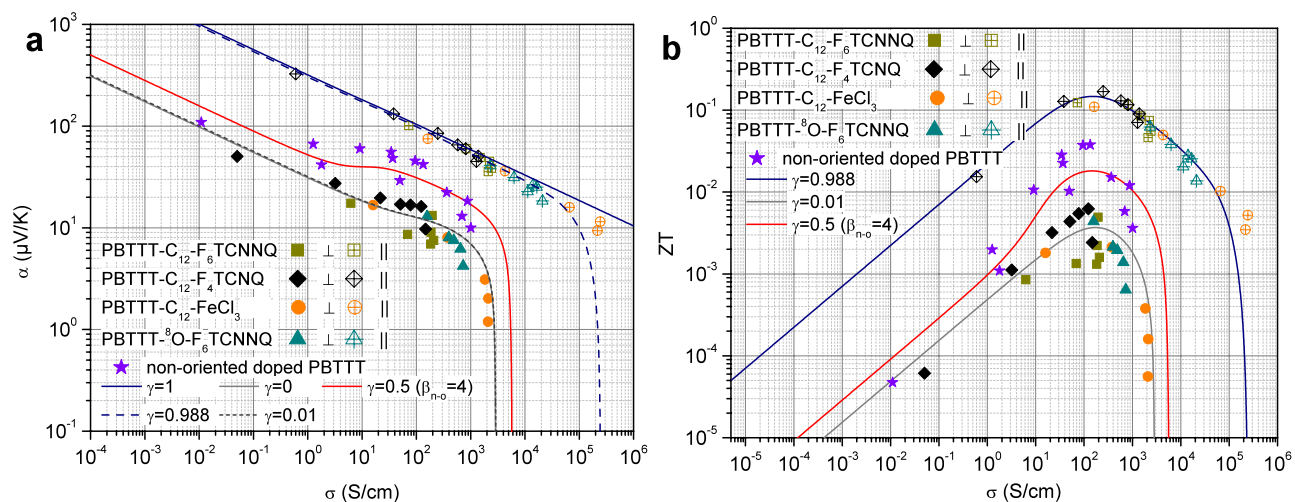 a
α (μV/K)
10³
10²
10¹
10⁰
10⁻¹
PBTTT-C₁₂-F₆TCNNQ ⊥ ||
PBTTT-C₁₂-F₄TCNQ ⊥ ||
PBTTT-C₁₂-FeCl₃ ⊥ ||
PBTTT-⁸O-F₆TCNNQ ⊥ ||
non-oriented doped PBTTT
γ=1 γ=0 γ=0.5 (βₙ₋ₒ=4)
γ=0.988 γ=0.01
10⁻⁴ 10⁻³ 10⁻² 10⁻¹ 10⁰ 10¹ 10² 10³ 10⁴ 10⁵ 10⁶
σ (S/cm)
b
ZT
10⁰
10⁻¹
10⁻²
10⁻³
10⁻⁴
10⁻⁵
PBTTT-C₁₂-F₆TCNNQ ⊥ ||
PBTTT-C₁₂-F₄TCNQ ⊥ ||
PBTTT-C₁₂-FeCl₃ ⊥ ||
PBTTT-⁸O-F₆TCNNQ ⊥ ||
non-oriented doped PBTTT
γ=0.988
γ=0.01
γ=0.5 (βₙ₋ₒ=4)
10⁻⁵ 10⁻⁴ 10⁻³ 10⁻² 10⁻¹ 10⁰ 10¹ 10² 10³ 10⁴ 10⁵ 10⁶
σ (S/cm)